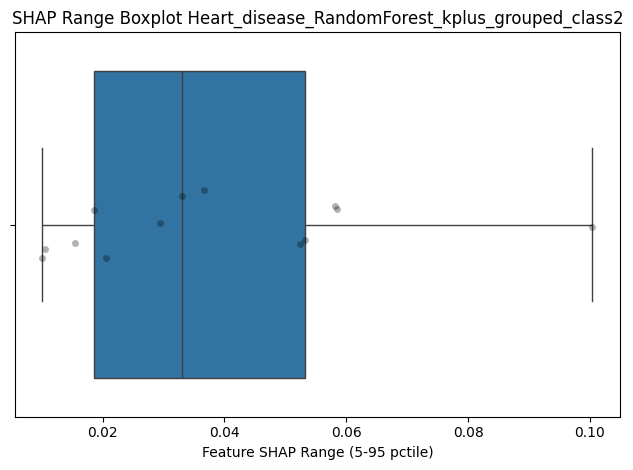 SHAP Range Boxplot Heart_disease_RandomForest_kplus_grouped_class2
0.02 0.04 0.06 0.08 0.10
Feature SHAP Range (5-95 pctile)